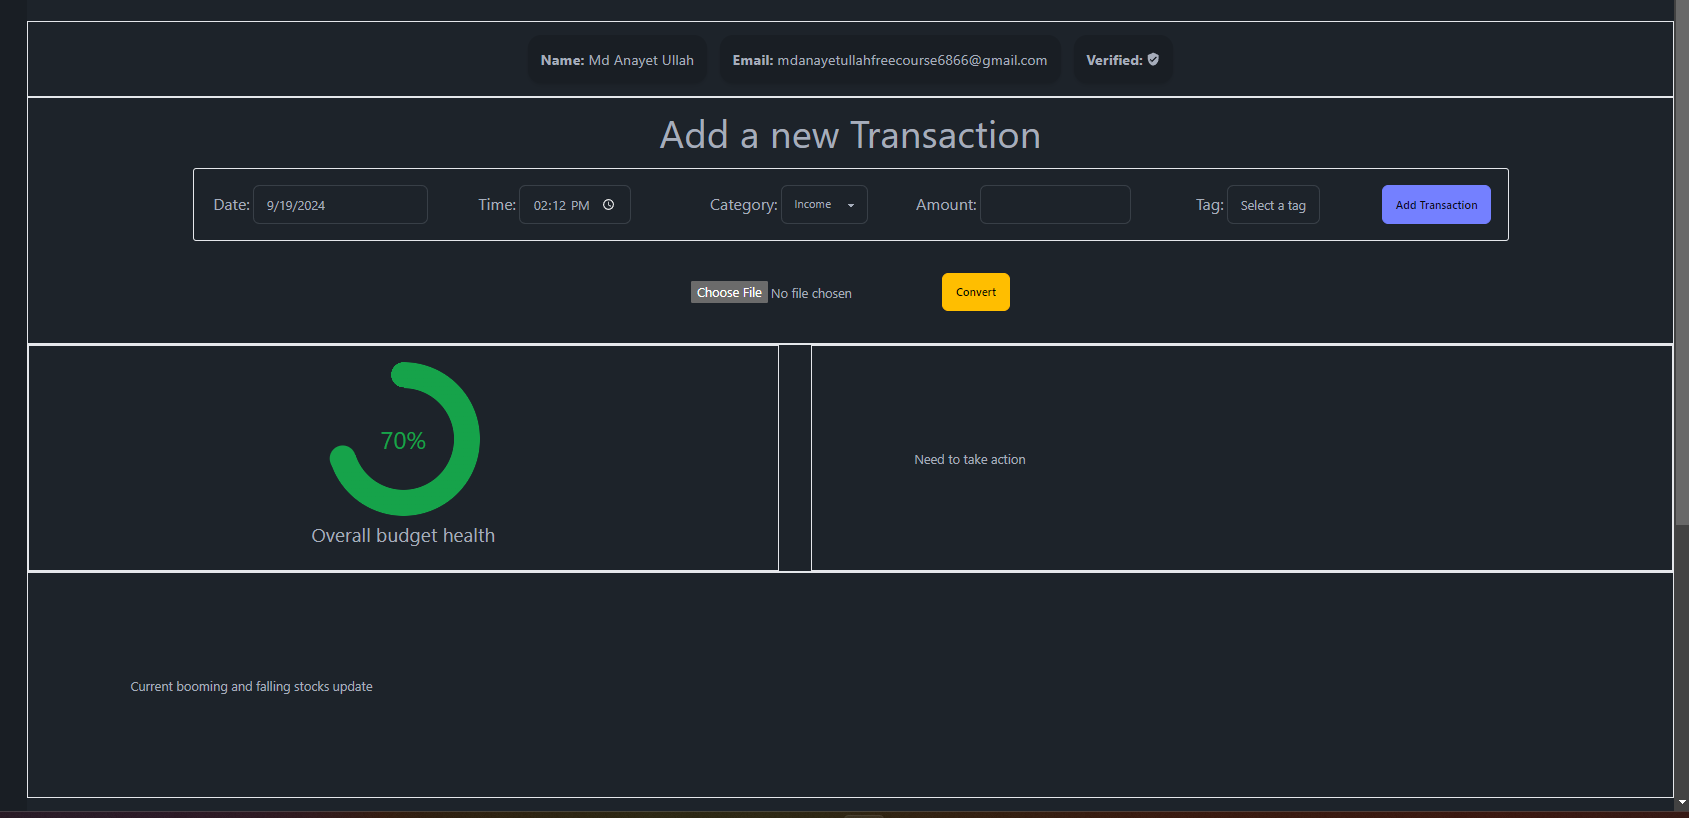 Name: Md Anayet Ullah Email: mdanayetullahfreecourse6866@gmail.com Verified:
Add a new Transaction
Date: 9/19/2024 Time: 02:12 PM Category: Income Amount: Tag: Select a tag Add Transaction
Choose File No file chosen Convert
70%
Overall budget health
Need to take action
Current booming and falling stocks update